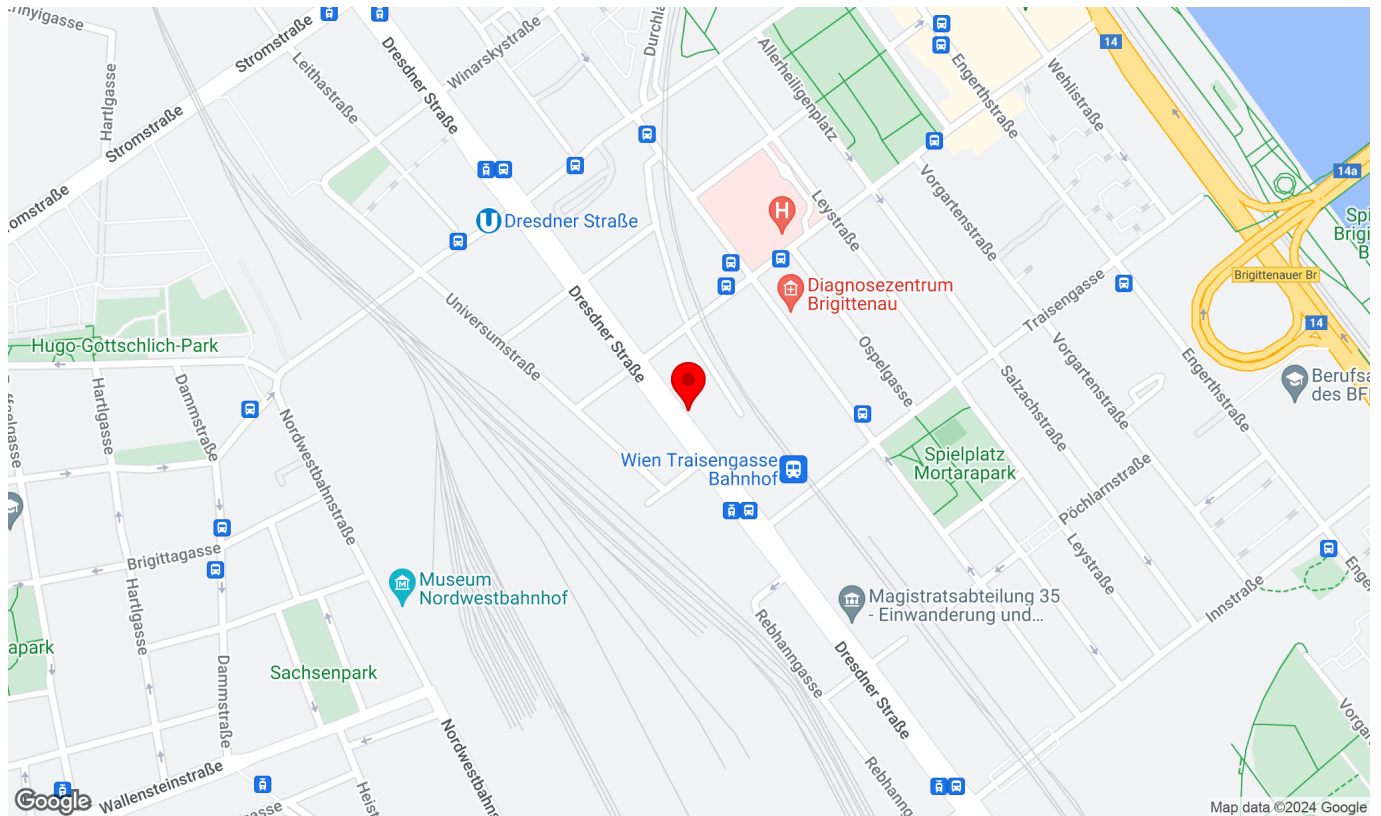 Stromstraße
Hartlgasse
Stromstraße
Leithastraße
Dresdner Straße
Winarskystraße
Allerheiligenplatz
14
Engerthstraße
Wehlistraße
14a
Dresdner Straße
H
Leystraße
Vorgartenstraße
Diagnosezentrum
Brigittenau
Brigittenauer Br
14
Traisengasse
Universumstraße
Dresdner Straße
Hugo-Gottschlich-Park
Hartlgasse
Dammstraße
Nordwestbahnstraße
Ospelgasse
Salzachstraße
Vorgartenstraße
Engerthstraße
des BF
Wien Traisengasse
Bahnhof
Spielplatz
Mortarapark
Pöchlarnstraße
Leystraße
Brigittagasse
Hartlgasse
Museum
Nordwestbahnhof
Magistratsabteilung 35
- Einwanderung und...
Innstraße
Rebhanngasse
Dresdner Straße
apark
Sachsenpark
Dammstraße
Wallensteinstraße
Google
Map data ©2024 Google